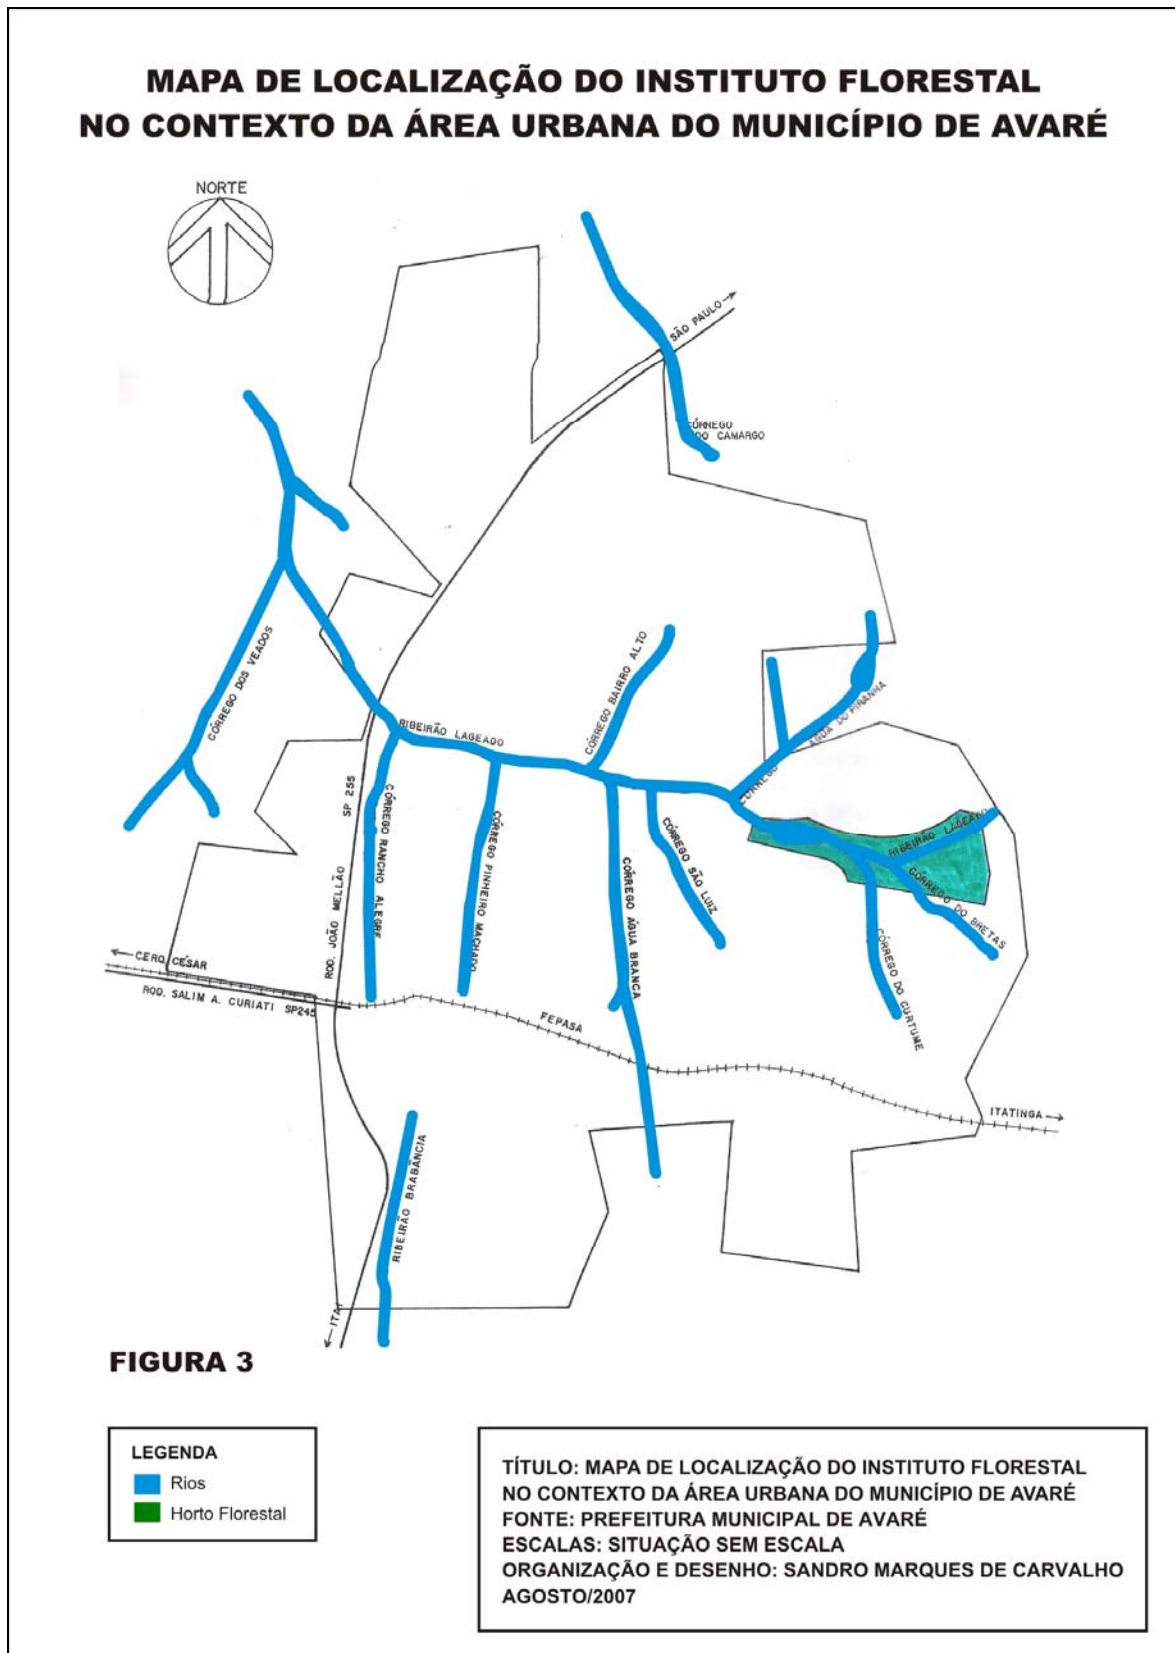 MAPA DE LOCALIZAÇÃO DO INSTITUTO FLORESTAL
NO CONTEXTO DA ÁREA URBANA DO MUNICÍPIO DE AVARÉ
NORTE
SÃO PAULO
CÓRREGO
DO CAMARGO
CÓRREGO DOS VEADOS
CÓRREGO BAIRRO ALTO
RIBEIRÃO LAGEADO
CÓRREGO ÁGUA DO PIRANHA
SP 255
ROD. JOÃO MELLÃO
CÓRREGO RANCHO ALEGRE
CÓRREGO PINHEIRO MACHADO
CÓRREGO ÁGUA BRANCA
CÓRREGO SÃO LUIZ
RIBEIRÃO LAGEADO
CÓRREGO DO BRETAS
CÓRREGO DO CURTUME
CERQ. CÉSAR
ROD. SALIM A. CURIATI SP245
FEPASA
ITATINGA
RIBEIRÃO BRABÂNCIA
ITAÍ
FIGURA 3
LEGENDA
Rios
Horto Florestal
TÍTULO: MAPA DE LOCALIZAÇÃO DO INSTITUTO FLORESTAL
NO CONTEXTO DA ÁREA URBANA DO MUNICÍPIO DE AVARÉ
FONTE: PREFEITURA MUNICIPAL DE AVARÉ
ESCALAS: SITUAÇÃO SEM ESCALA
ORGANIZAÇÃO E DESENHO: SANDRO MARQUES DE CARVALHO
AGOSTO/2007